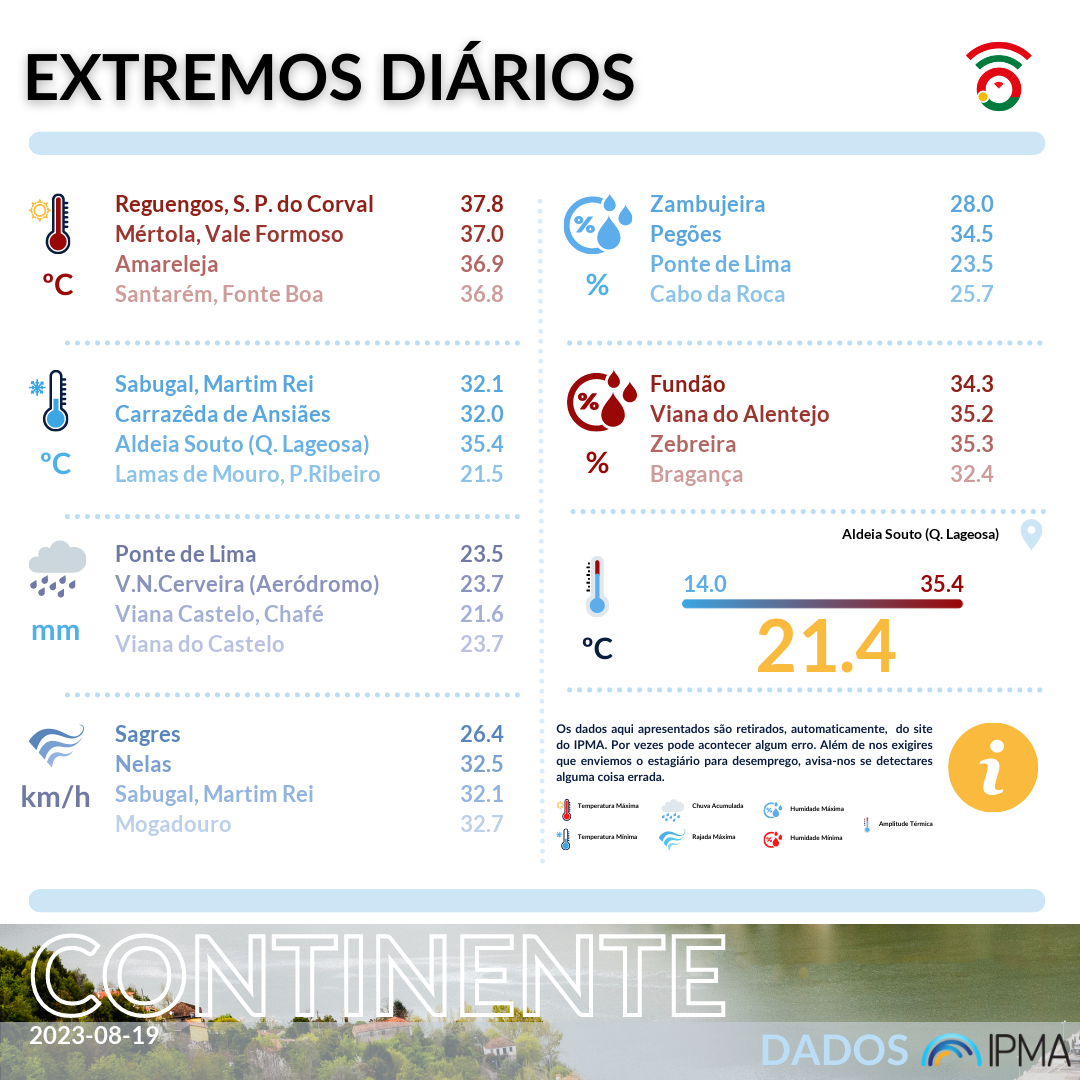 EXTREMOS DIÁRIOS
Reguengos, S. P. do Corval 37.8
Mértola, Vale Formoso 37.0
Amareleja 36.9
Santarém, Fonte Boa 36.8
ºC
Sabugal, Martim Rei 32.1
Carrazêda de Ansiães 32.0
Aldeia Souto (Q. Lageosa) 35.4
Lamas de Mouro, P.Ribeiro 21.5
ºC
Ponte de Lima 23.5
V.N.Cerveira (Aeródromo) 23.7
Viana Castelo, Chafé 21.6
Viana do Castelo 23.7
mm
Sagres 26.4
Nelas 32.5
Sabugal, Martim Rei 32.1
Mogadouro 32.7
km/h
%
Zambujeira 28.0
Pegões 34.5
Ponte de Lima 23.5
Cabo da Roca 25.7
%
%
Fundão 34.3
Viana do Alentejo 35.2
Zebreira 35.3
Bragança 32.4
%
Aldeia Souto (Q. Lageosa)
14.0 35.4
21.4
ºC
Os dados aqui apresentados são retirados, automaticamente, do site
do IPMA. Por vezes pode acontecer algum erro. Além de nos exigires
que enviemos o estagiário para desemprego, avisa-nos se detectares
alguma coisa errada.
i
Temperatura Máxima Chuva Acumulada Humidade Máxima
Amplitude Térmica
Temperatura Mínima Rajada Máxima Humidade Mínima
CONTINENTE
2023-08-19
DADOS IPMA